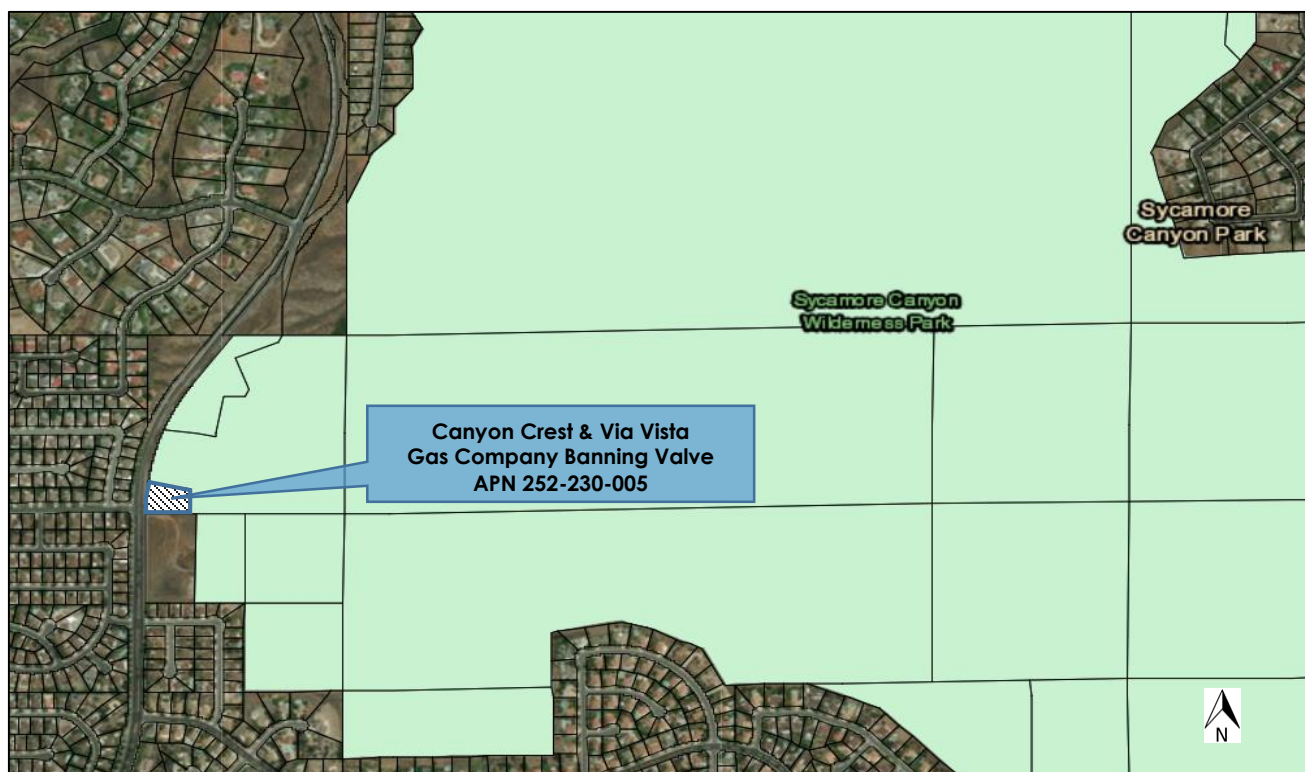 Sycamore
Canyon Park
Sycamore Canyon
Wilderness Park
Canyon Crest & Via Vista
Gas Company Banning Valve
APN 252-230-005
N